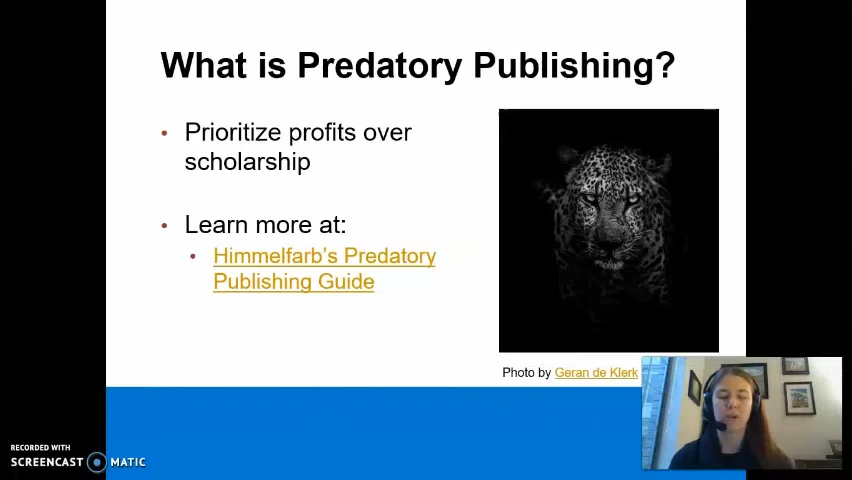 What is Predatory Publishing?
• Prioritize profits over
scholarship
• Learn more at:
• Himmelfarb's Predatory
Publishing Guide
Photo by Geran de Klerk
RECORDED WITH
SCREENCAST MATIC